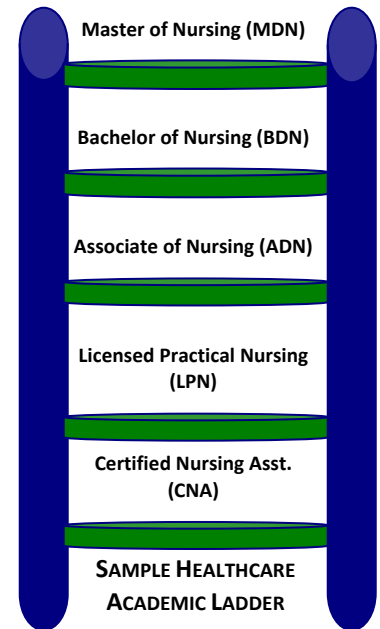 Master of Nursing (MDN)
Bachelor of Nursing (BDN)
Associate of Nursing (ADN)
Licensed Practical Nursing
(LPN)
Certified Nursing Asst.
(CNA)
SAMPLE HEALTHCARE
ACADEMIC LADDER